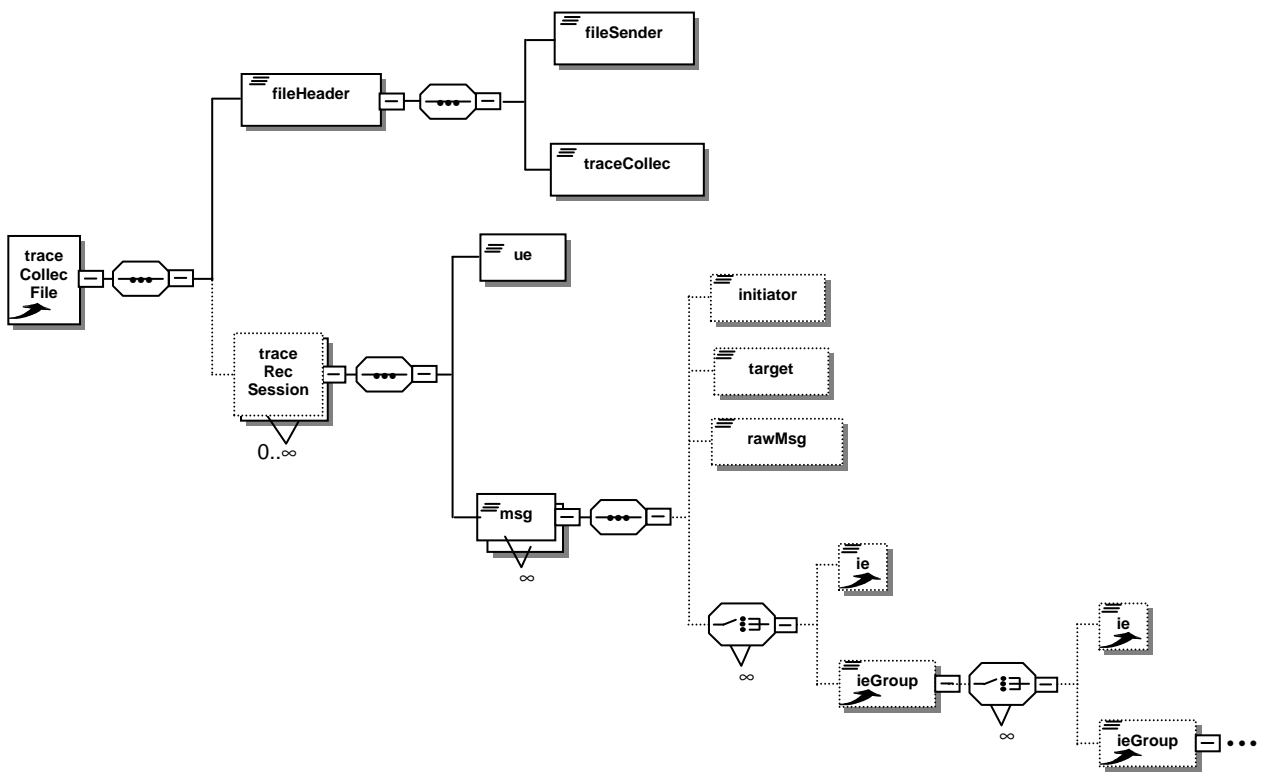 fileSender
fileHeader
traceCollec
trace
Collec
File
ue
initiator
trace
Rec
Session
target
rawMsg
0..∞
msg
∞
ie
ie
∞
ieGroup
∞
ieGroup
•••